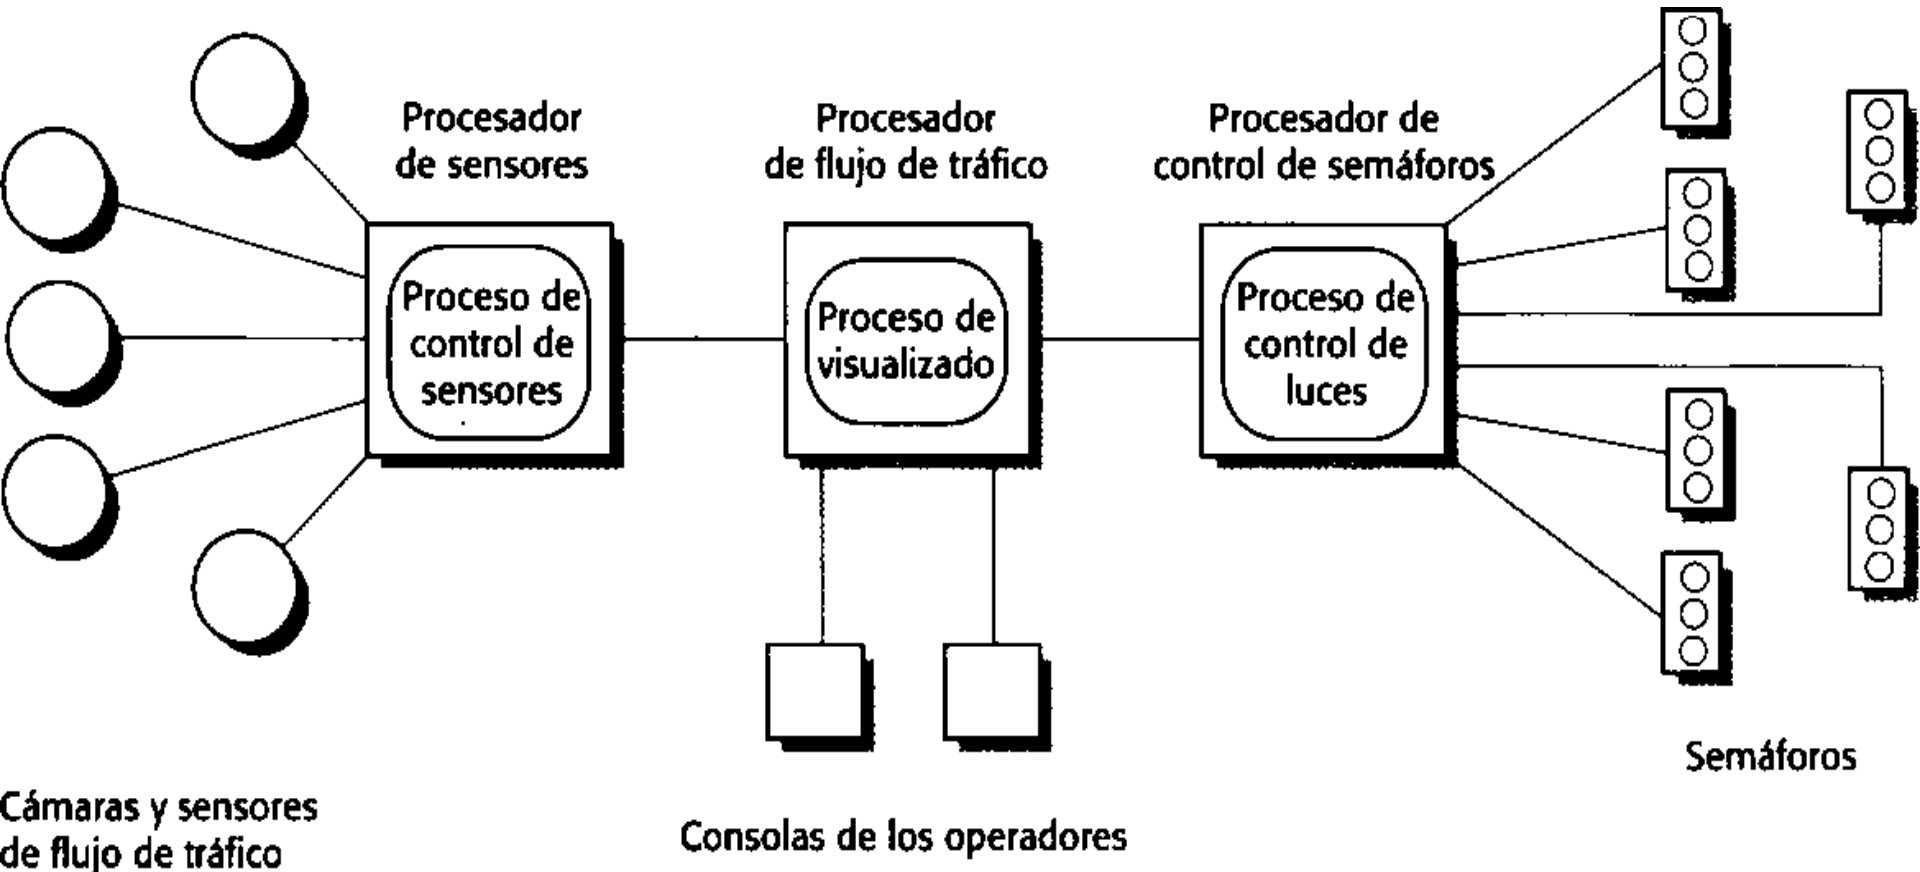 Procesador
de sensores
Procesador
de flujo de tráfico
Procesador de
control de semáforos
Proceso de
control de
sensores
Proceso de
visualizado
Proceso de
control de
luces
Semáforos
Cámaras y sensores
de flujo de tráfico
Consolas de los operadores